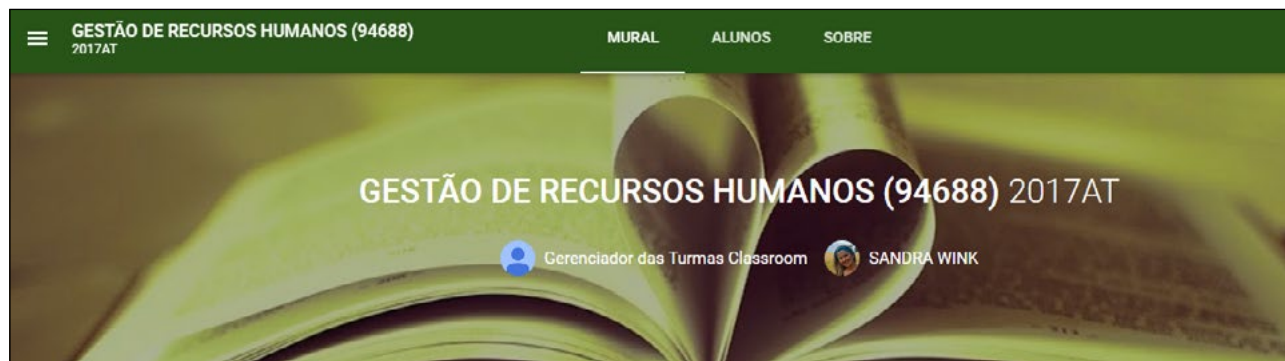 GESTÃO DE RECURSOS HUMANOS (94688)
2017AT
MURAL ALUNOS SOBRE
GESTÃO DE RECURSOS HUMANOS (94688) 2017AT
Gerenciador das Turmas Classroom SANDRA WINK